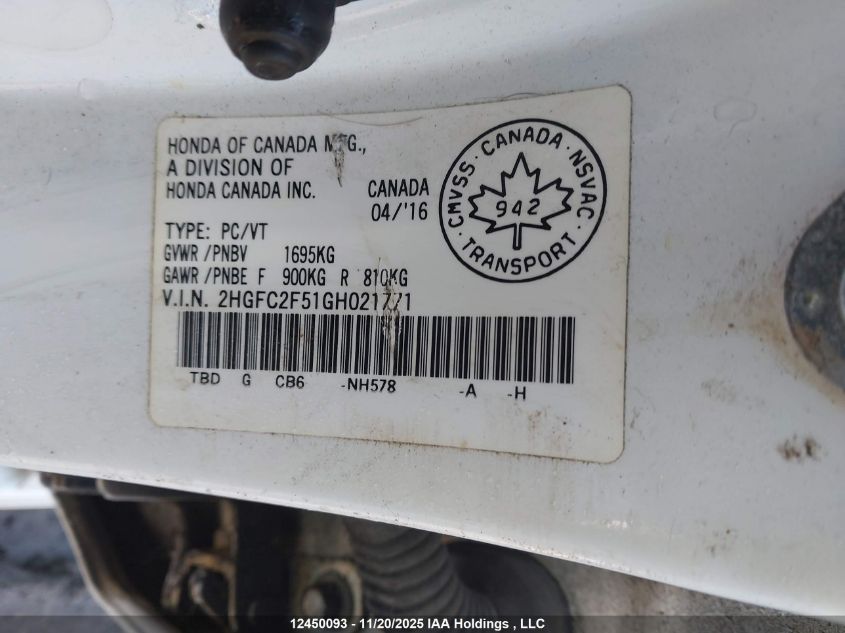 HONDA OF CANADA MFG.,
A DIVISION OF
HONDA CANADA INC.
CANADA
04/'16
TYPE: PC/VT
GVWR /PNBV 1695KG
GAWR /PNBE F 900KG R 810KG
V.I.N. 2HGFC2F51GH021771
TBD G CB6 -NH578 -A -H
CMVSS · CANADA · NSVAC · TRANSPORT ·
942
12450093 - 11/20/2025 IAA Holdings , LLC